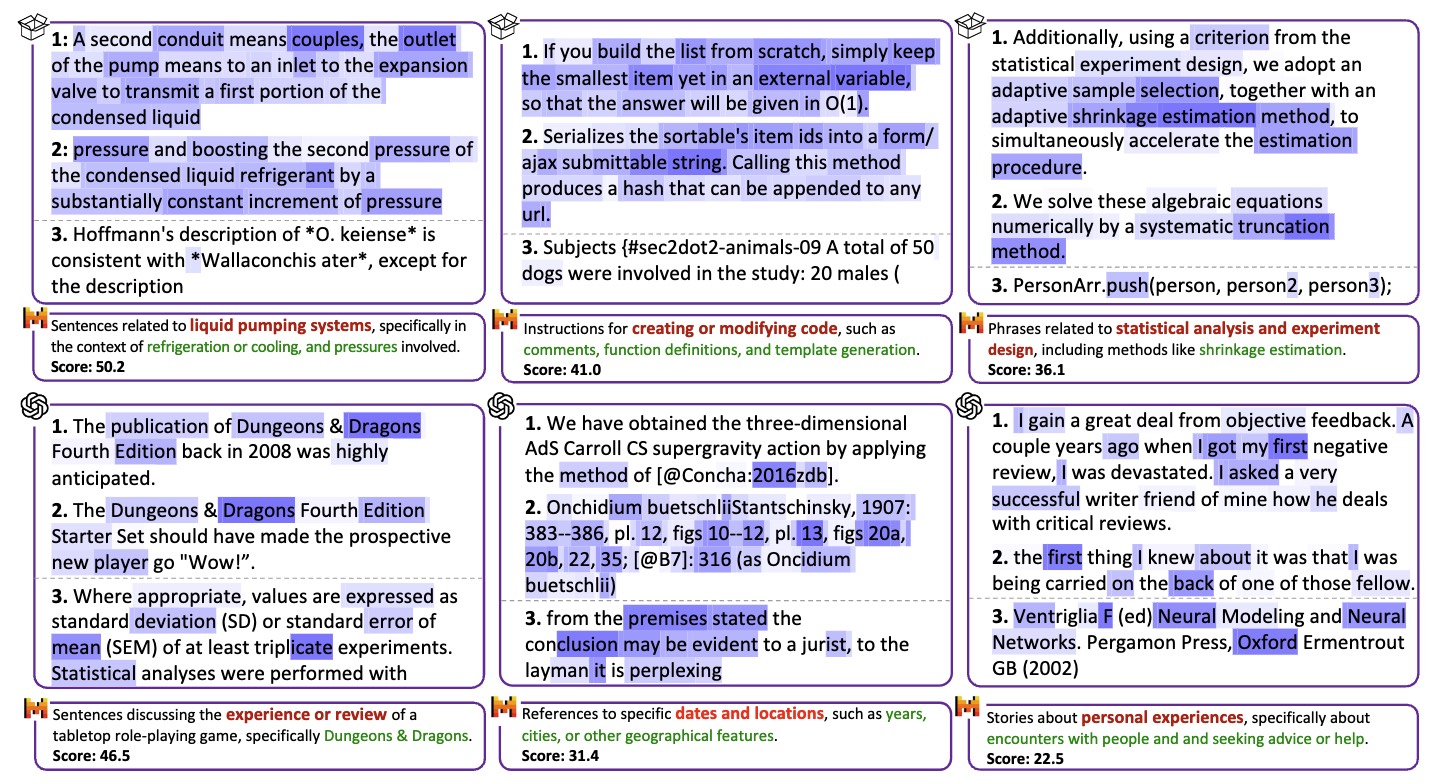 1: A second conduit means couples, the outlet
of the pump means to an inlet to the expansion
valve to transmit a first portion of the
condensed liquid
2: pressure and boosting the second pressure of
the condensed liquid refrigerant by a
substantially constant increment of pressure
3. Hoffmann's description of *O. keiense* is
consistent with *Wallaconchis ater*, except for
the description
Sentences related to liquid pumping systems, specifically in
the context of refrigeration or cooling, and pressures involved.
Score: 50.2
1. If you build the list from scratch, simply keep
the smallest item yet in an external variable,
so that the answer will be given in O(1).
2. Serializes the sortable's item ids into a form/
ajax submittable string. Calling this method
produces a hash that can be appended to any
url.
3. Subjects {#sec2dot2-animals-09 A total of 50
dogs were involved in the study: 20 males (
Instructions for creating or modifying code, such as
comments, function definitions, and template generation.
Score: 41.0
1. Additionally, using a criterion from the
statistical experiment design, we adopt an
adaptive sample selection, together with an
adaptive shrinkage estimation method, to
simultaneously accelerate the estimation
procedure.
2. We solve these algebraic equations
numerically by a systematic truncation
method.
3. PersonArr.push(person, person2, person3);
Phrases related to statistical analysis and experiment
design, including methods like shrinkage estimation.
Score: 36.1
1. The publication of Dungeons & Dragons
Fourth Edition back in 2008 was highly
anticipated.
2. The Dungeons & Dragons Fourth Edition
Starter Set should have made the prospective
new player go "Wow!”.
3. Where appropriate, values are expressed as
standard deviation (SD) or standard error of
mean (SEM) of at least triplicate experiments.
Statistical analyses were performed with
Sentences discussing the experience or review of a
tabletop role-playing game, specifically Dungeons & Dragons.
Score: 46.5
1. We have obtained the three-dimensional
AdS Carroll CS supergravity action by applying
the method of [@Concha:2016zdb].
2. Onchidium buetschliiStantschinsky, 1907:
383--386, pl. 12, figs 10--12, pl. 13, figs 20a,
20b, 22, 35; [@B7]: 316 (as Oncidium
buetschlii)
3. from the premises stated the
conclusion may be evident to a jurist, to the
layman it is perplexing
References to specific dates and locations, such as years,
cities, or other geographical features.
Score: 31.4
1. I gain a great deal from objective feedback. A
couple years ago when I got my first negative
review, I was devastated. I asked a very
successful writer friend of mine how he deals
with critical reviews.
2. the first thing I knew about it was that I was
being carried on the back of one of those fellow.
3. Ventriglia F (ed) Neural Modeling and Neural
Networks. Pergamon Press, Oxford Ermentrout
GB (2002)
Stories about personal experiences, specifically about
encounters with people and and seeking advice or help.
Score: 22.5